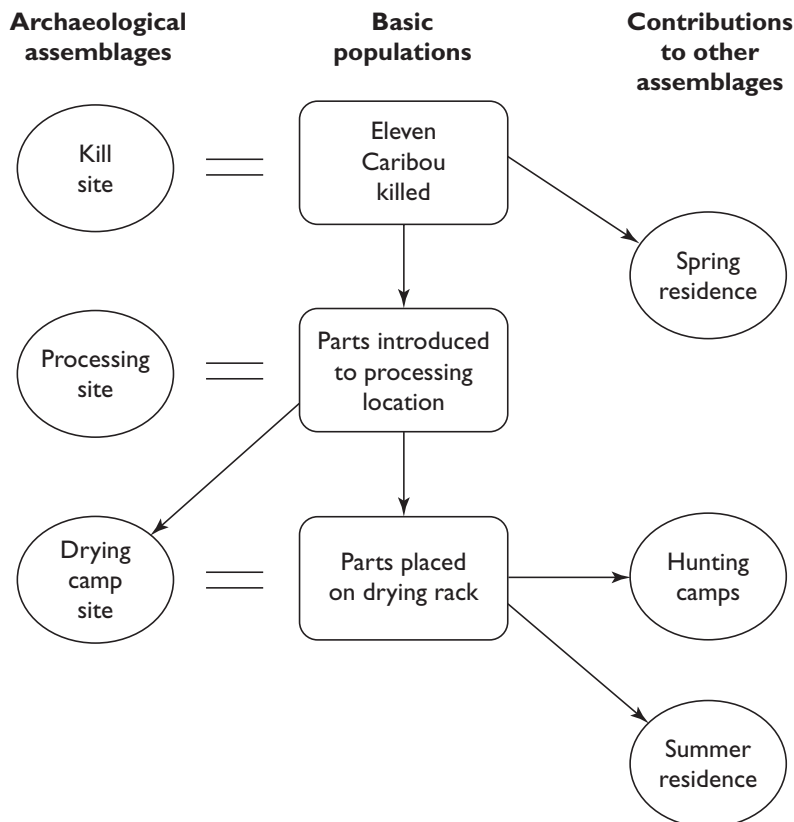 Archaeological
assemblages
Basic
populations
Contributions
to other
assemblages
Kill
site
Eleven
Caribou
killed
Spring
residence
Processing
site
Parts introduced
to processing
location
Drying
camp
site
Parts placed
on drying rack
Hunting
camps
Summer
residence